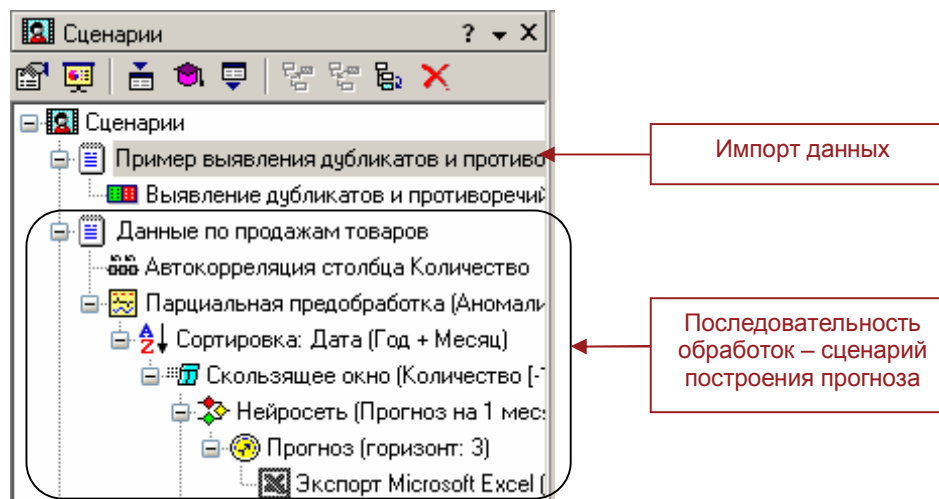 Сценарии ? X
Сценарии
Пример выявления дубликатов и противо
Выявление дубликатов и противоречий
Данные по продажам товаров
Автокорреляция столбца Количество
Парциальная предобработка (Аномали
Сортировка: Дата (Год + Месяц)
Скользящее окно (Количество [-1
Нейросеть (Прогноз на 1 мес
Прогноз (горизонт: 3)
Экспорт Microsoft Excel (
Импорт данных
Последовательность
обработок – сценарий
построения прогноза